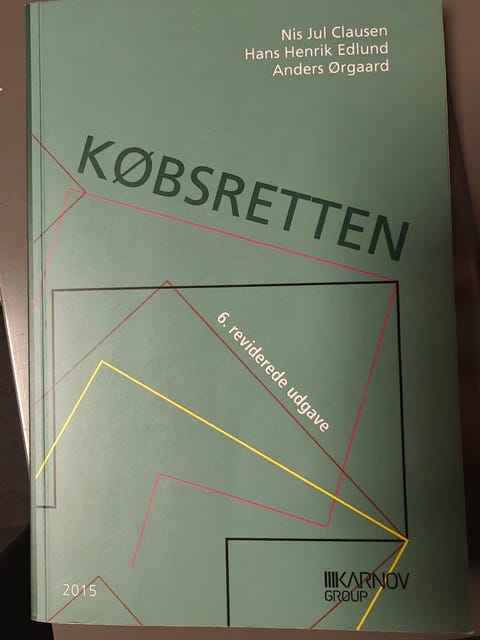 Nis Jul Clausen
Hans Henrik Edlund
Anders Ørgaard
KØBSRETTEN
6. reviderede udgave
2015
KARNOV
GROUP